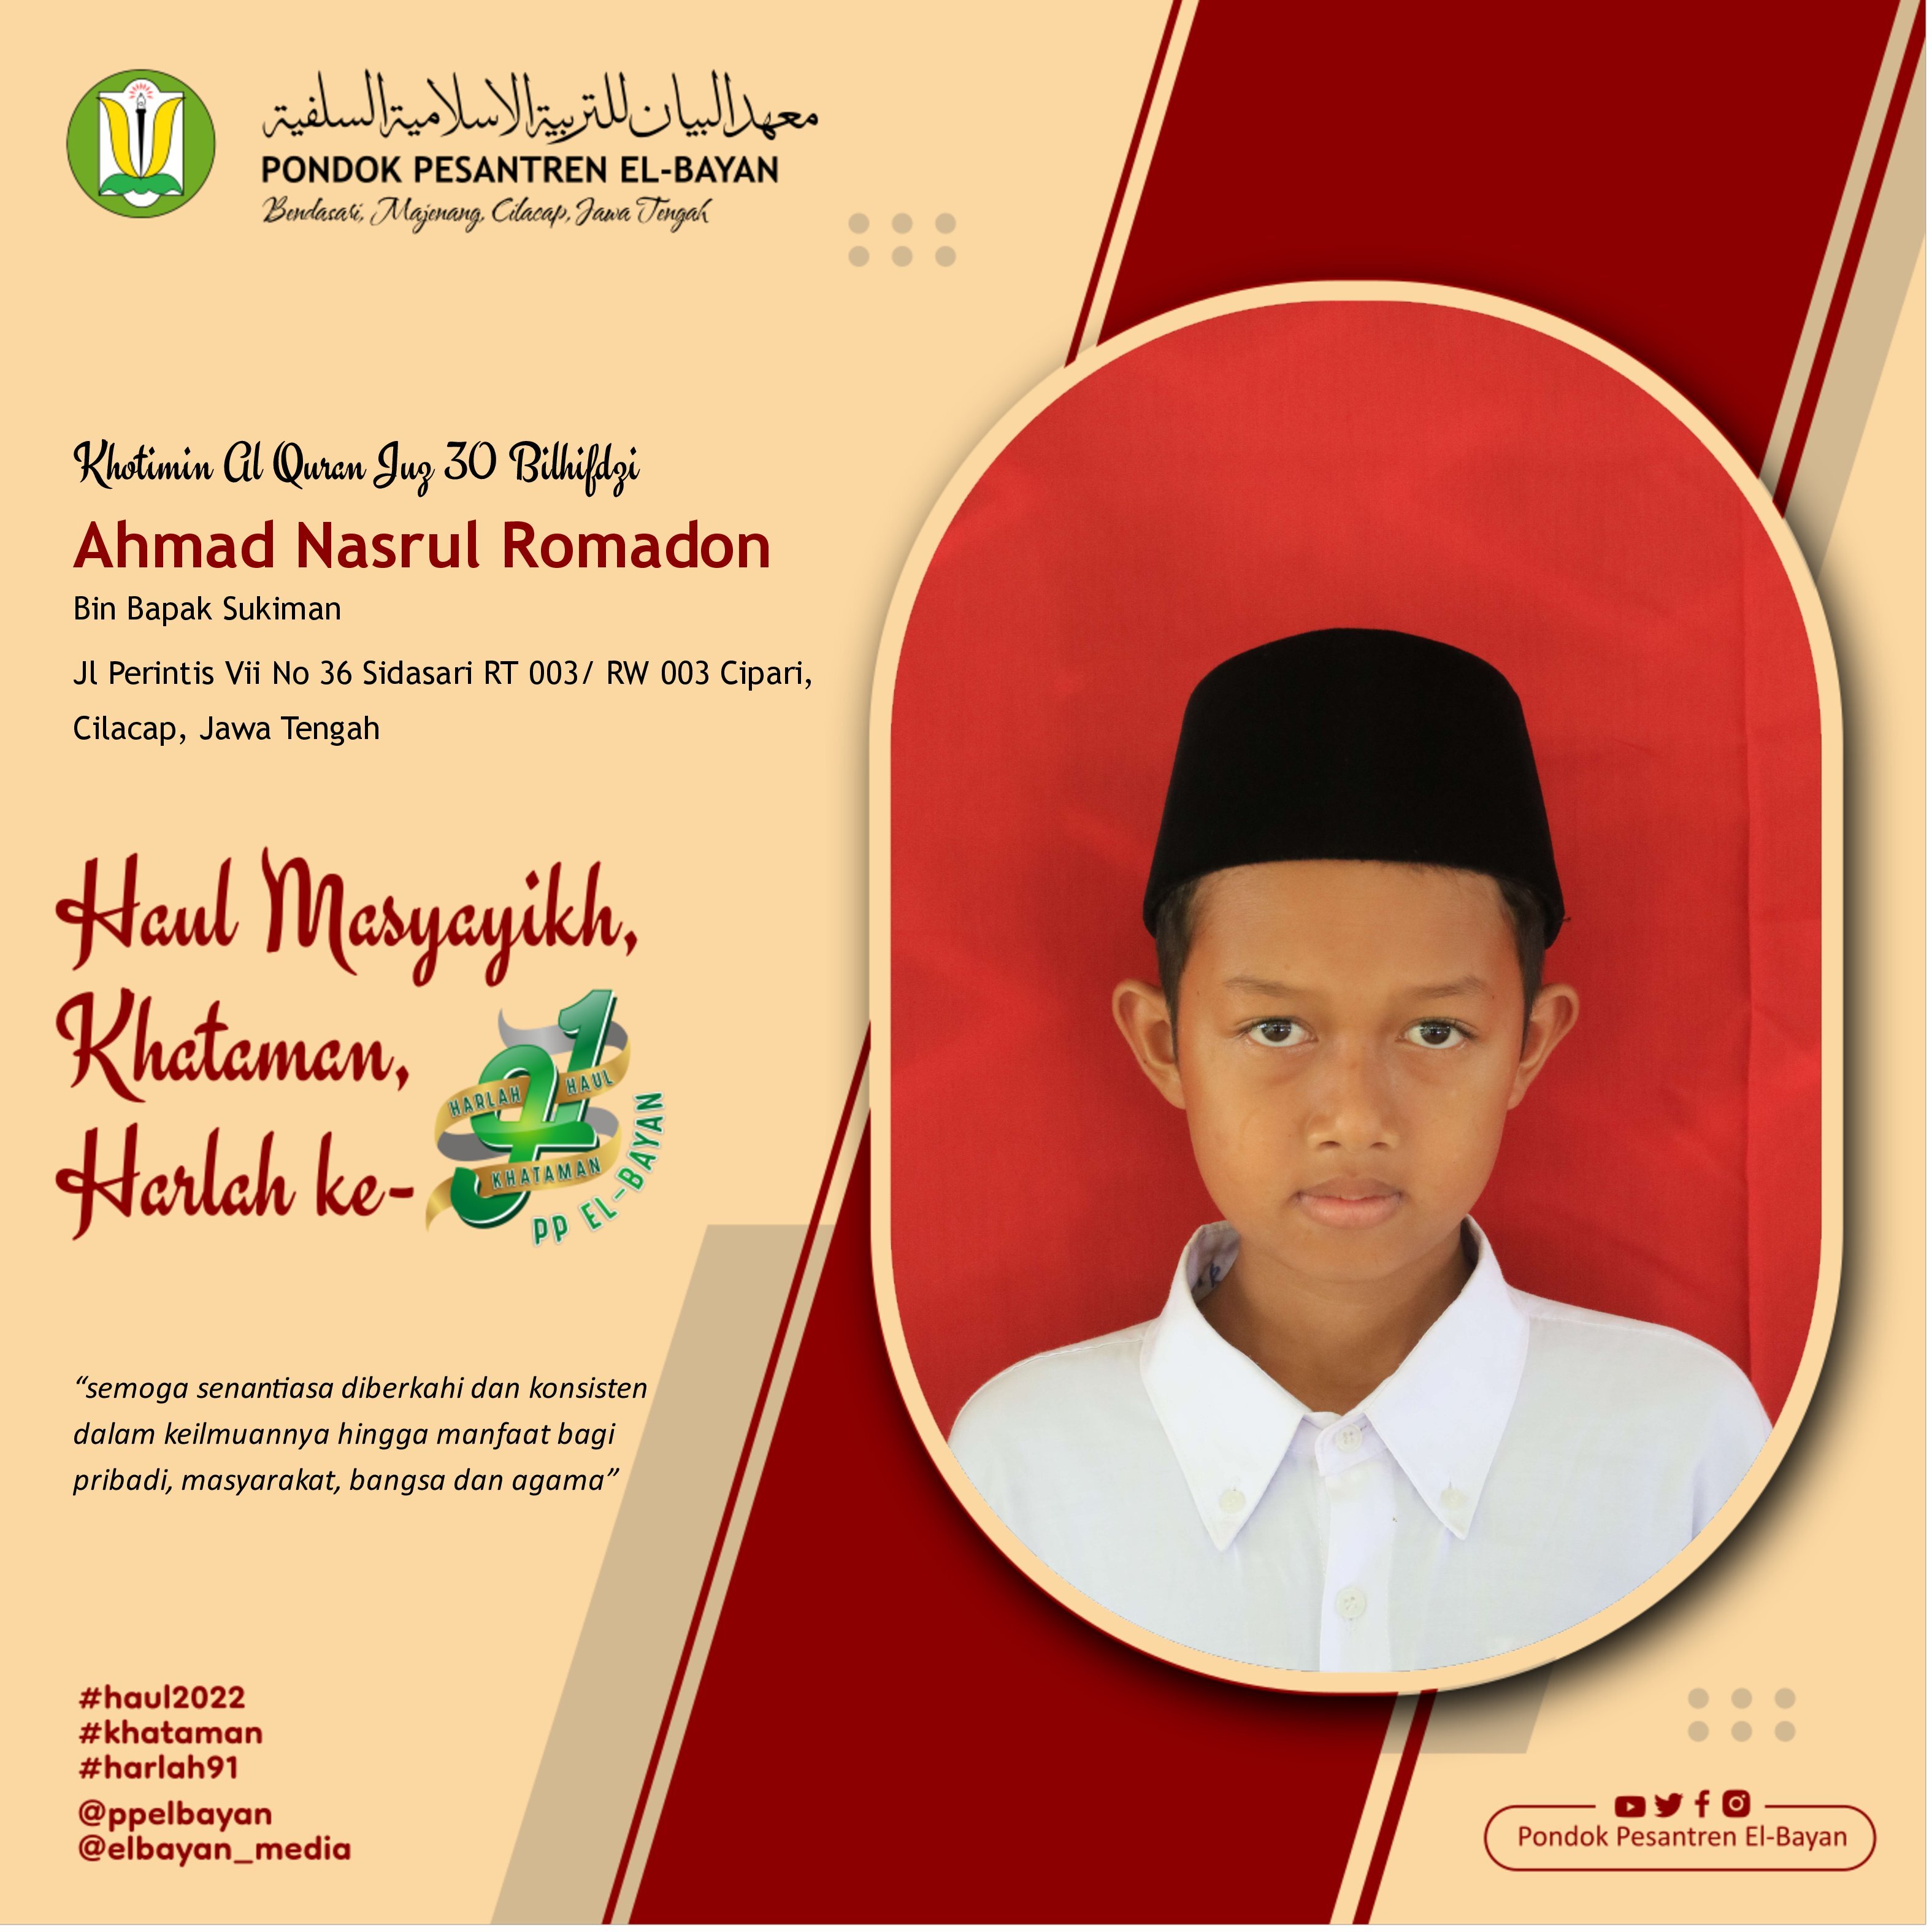 معهد البيان للتربية الاسلامية السلفية
PONDOK PESANTREN EL-BAYAN
Bendasari, Majenang, Cilacap, Jawa Tengah
Khotimin Al Quran Juz 30 Bilhifdzi
Ahmad Nasrul Romadon
Bin Bapak Sukiman
Jl Perintis Vii No 36 Sidasari RT 003/ RW 003 Cipari,
Cilacap, Jawa Tengah
Haul Masyayikh,
Khataman,
Harlah ke-
91
HARLAH HAUL
KHATAMAN
PP EL-BAYAN
“semoga senantiasa diberkahi dan konsisten
dalam keilmuannya hingga manfaat bagi
pribadi, masyarakat, bangsa dan agama”
#haul2022
#khataman
#harlah91
@ppelbayan
@elbayan_media
Pondok Pesantren El-Bayan